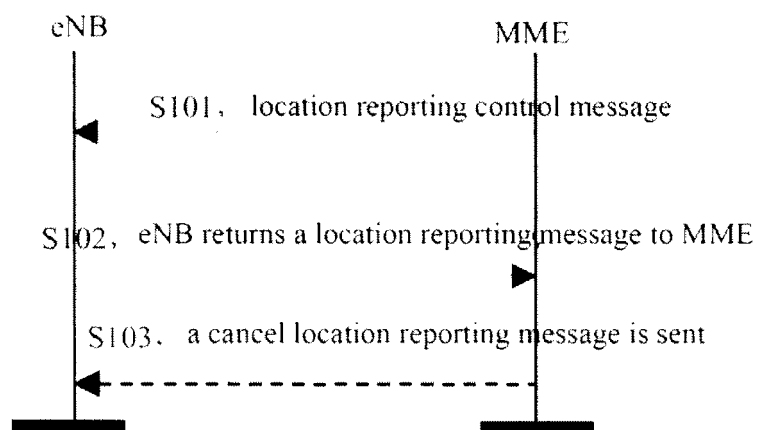 eNB
MME
S101, location reporting control message
S102, eNB returns a location reporting message to MME
S103, a cancel location reporting message is sent